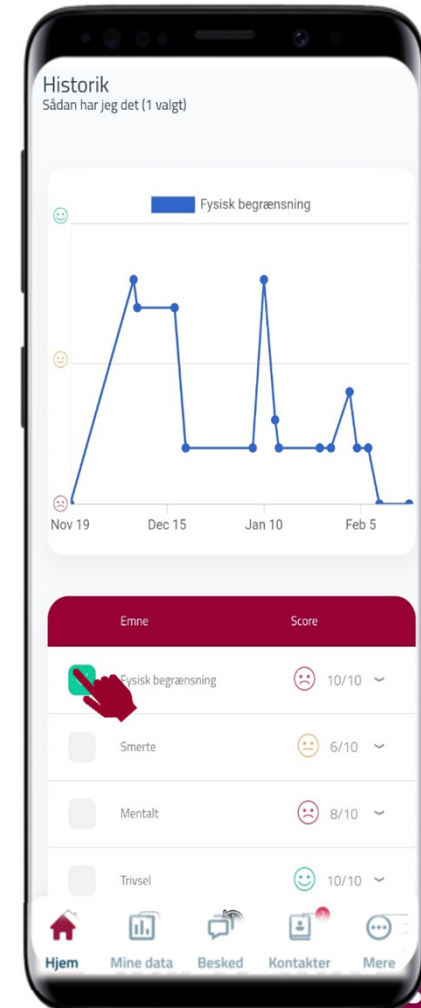 Historik
Sådan har jeg det (1 valgt)
Fysisk begrænsning
Nov 19 Dec 15 Jan 10 Feb 5
Emne Score
Fysisk begrænsning 10/10
Smerte 6/10
Mentalt 8/10
Trivsel 10/10
Hjem Mine data Besked Kontakter Mere